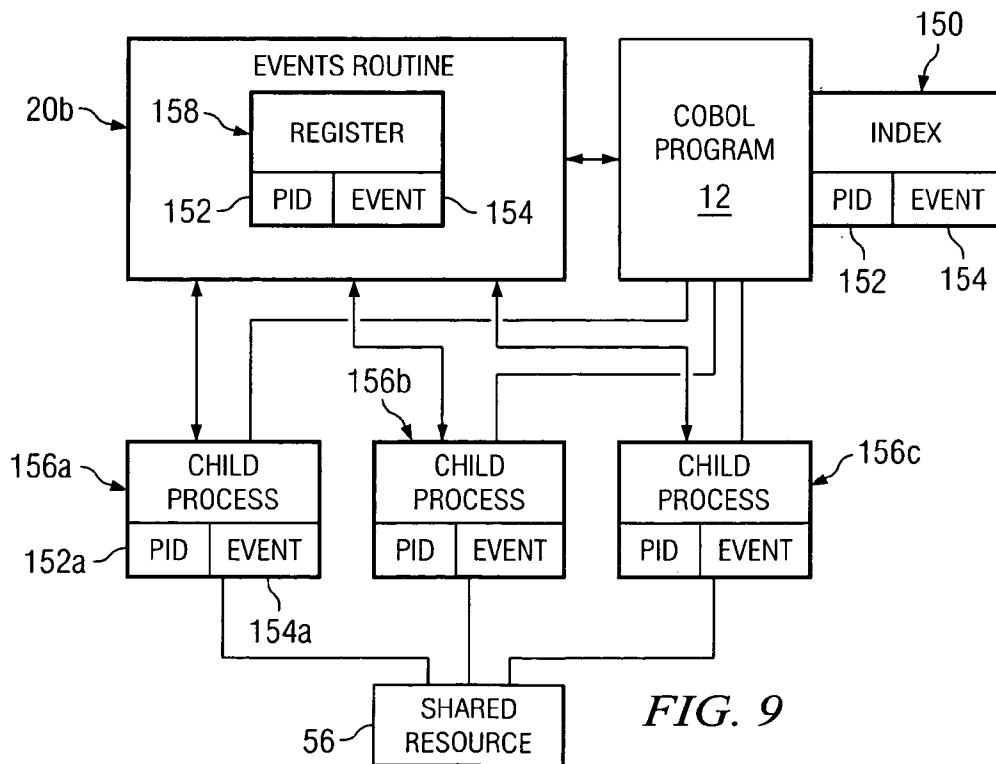 EVENTS ROUTINE
20b
158
REGISTER
152
PID
EVENT
154
COBOL
PROGRAM
12
150
INDEX
PID
EVENT
152
154
156a
CHILD
PROCESS
152a
PID
EVENT
154a
156b
CHILD
PROCESS
PID
EVENT
156c
CHILD
PROCESS
PID
EVENT
56
SHARED
RESOURCE
FIG. 9